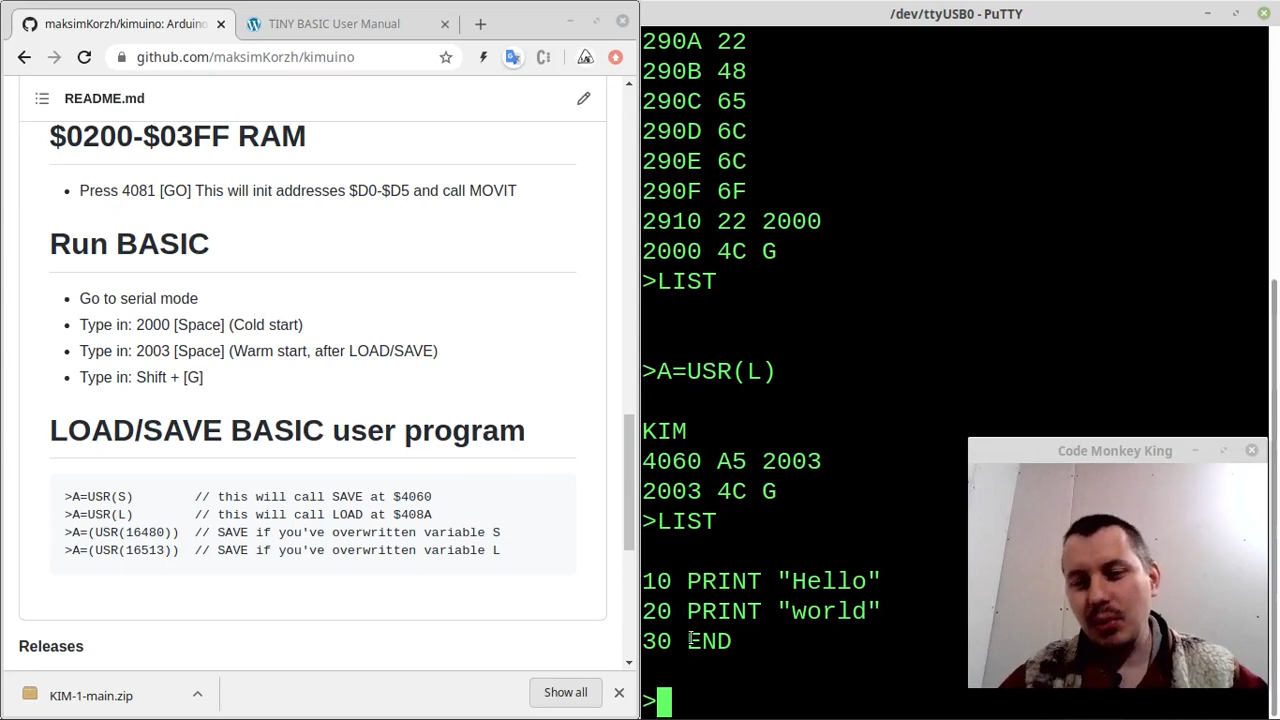 maksimKorzh/kimuino: Arduino
TINY BASIC User Manual
github.com/maksimKorzh/kimuino
README.md
$0200-$03FF RAM
Press 4081 [GO] This will init addresses $D0-$D5 and call MOVIT
Run BASIC
Go to serial mode
Type in: 2000 [Space] (Cold start)
Type in: 2003 [Space] (Warm start, after LOAD/SAVE)
Type in: Shift + [G]
LOAD/SAVE BASIC user program
>A=USR(S) // this will call SAVE at $4060
>A=USR(L) // this will call LOAD at $408A
>A=(USR(16480)) // SAVE if you've overwritten variable S
>A=(USR(16513)) // SAVE if you've overwritten variable L
Releases
KIM-1-main.zip
Show all
/dev/ttyUSB0 - PuTTY
290A 22
290B 48
290C 65
290D 6C
290E 6C
290F 6F
2910 22 2000
2000 4C G
>LIST
>A=USR(L)
KIM
4060 A5 2003
2003 4C G
>LIST
10 PRINT "Hello"
20 PRINT "world"
30 END
>
Code Monkey King